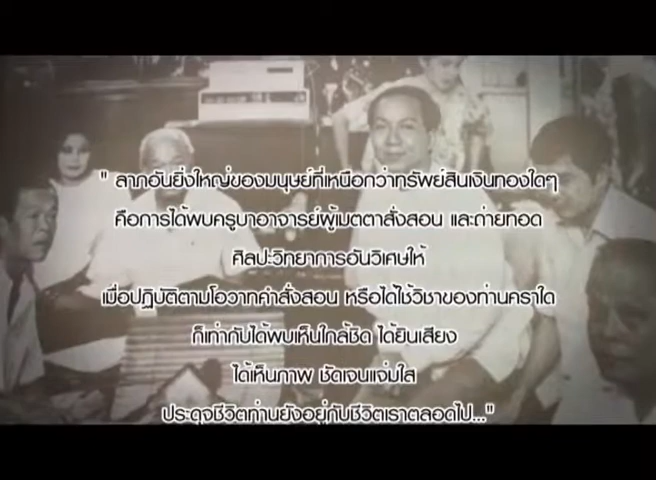 " ลาภอันยิ่งใหญ่ของมนุษย์ที่เหนือกว่าทรัพย์สินเงินทองใดๆ
คือการได้พบครูบาอาจารย์ผู้เมตตาสั่งสอน และถ่ายทอด
ศิลปะวิทยาการอันวิเศษให้
เมื่อปฏิบัติตามโอวาทคำสั่งสอน หรือได้ใช้วิชาของท่านคราใด
ก็เท่ากับได้พบเห็นใกล้ชิด ได้ยินเสียง
ได้เห็นภาพ ชัดเจนแจ่มใส
ประดุจชีวิตท่านยังอยู่กับชีวิตเราตลอดไป..."